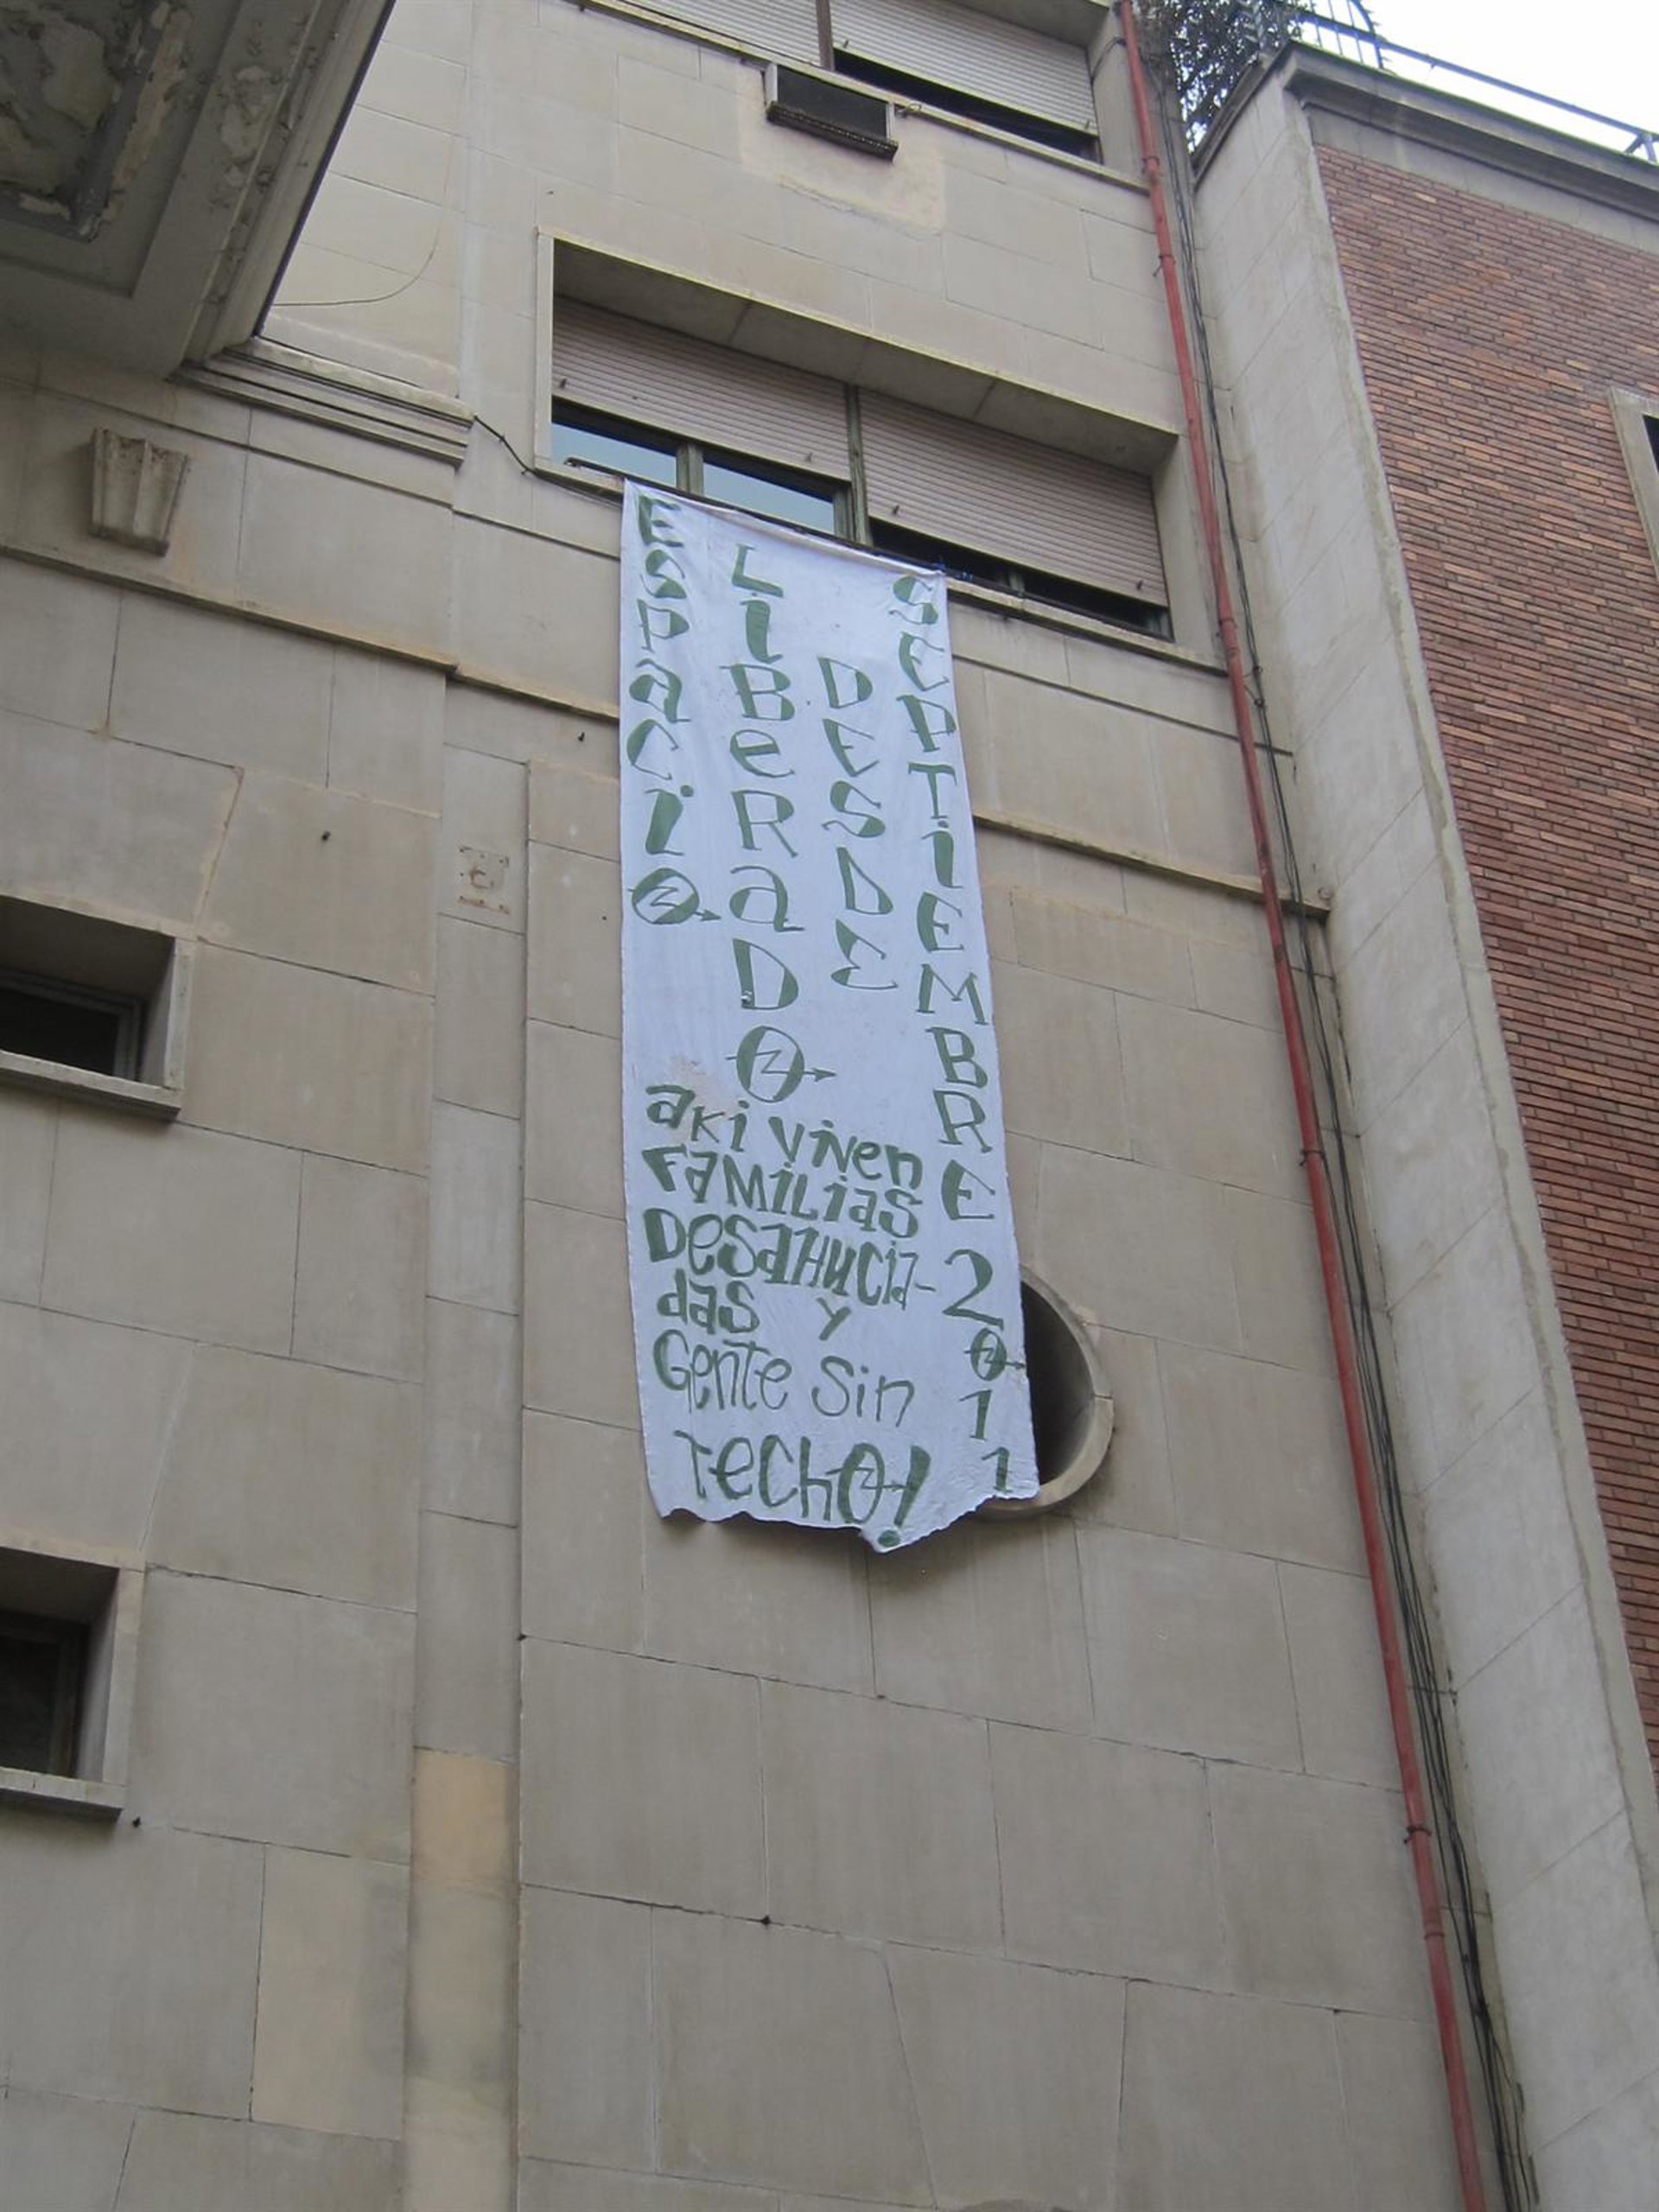 ESPaCiO
LiBeRaDO
DESDE
SEPTiEMBRE 2011
aKi viven
FaMiLias
DesaHucia-
das y
Gente sin
Techo!
C.